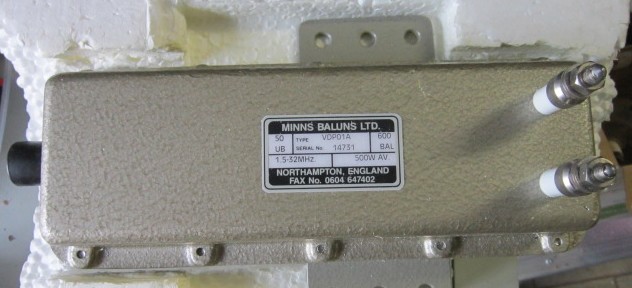 MINNS BALUNS LTD.
50 UB TYPE VOP01A 600 BAL
SERIAL No. 14731
1.5-32MHz. 500W AV.
NORTHAMPTON, ENGLAND
FAX No. 0604 647402